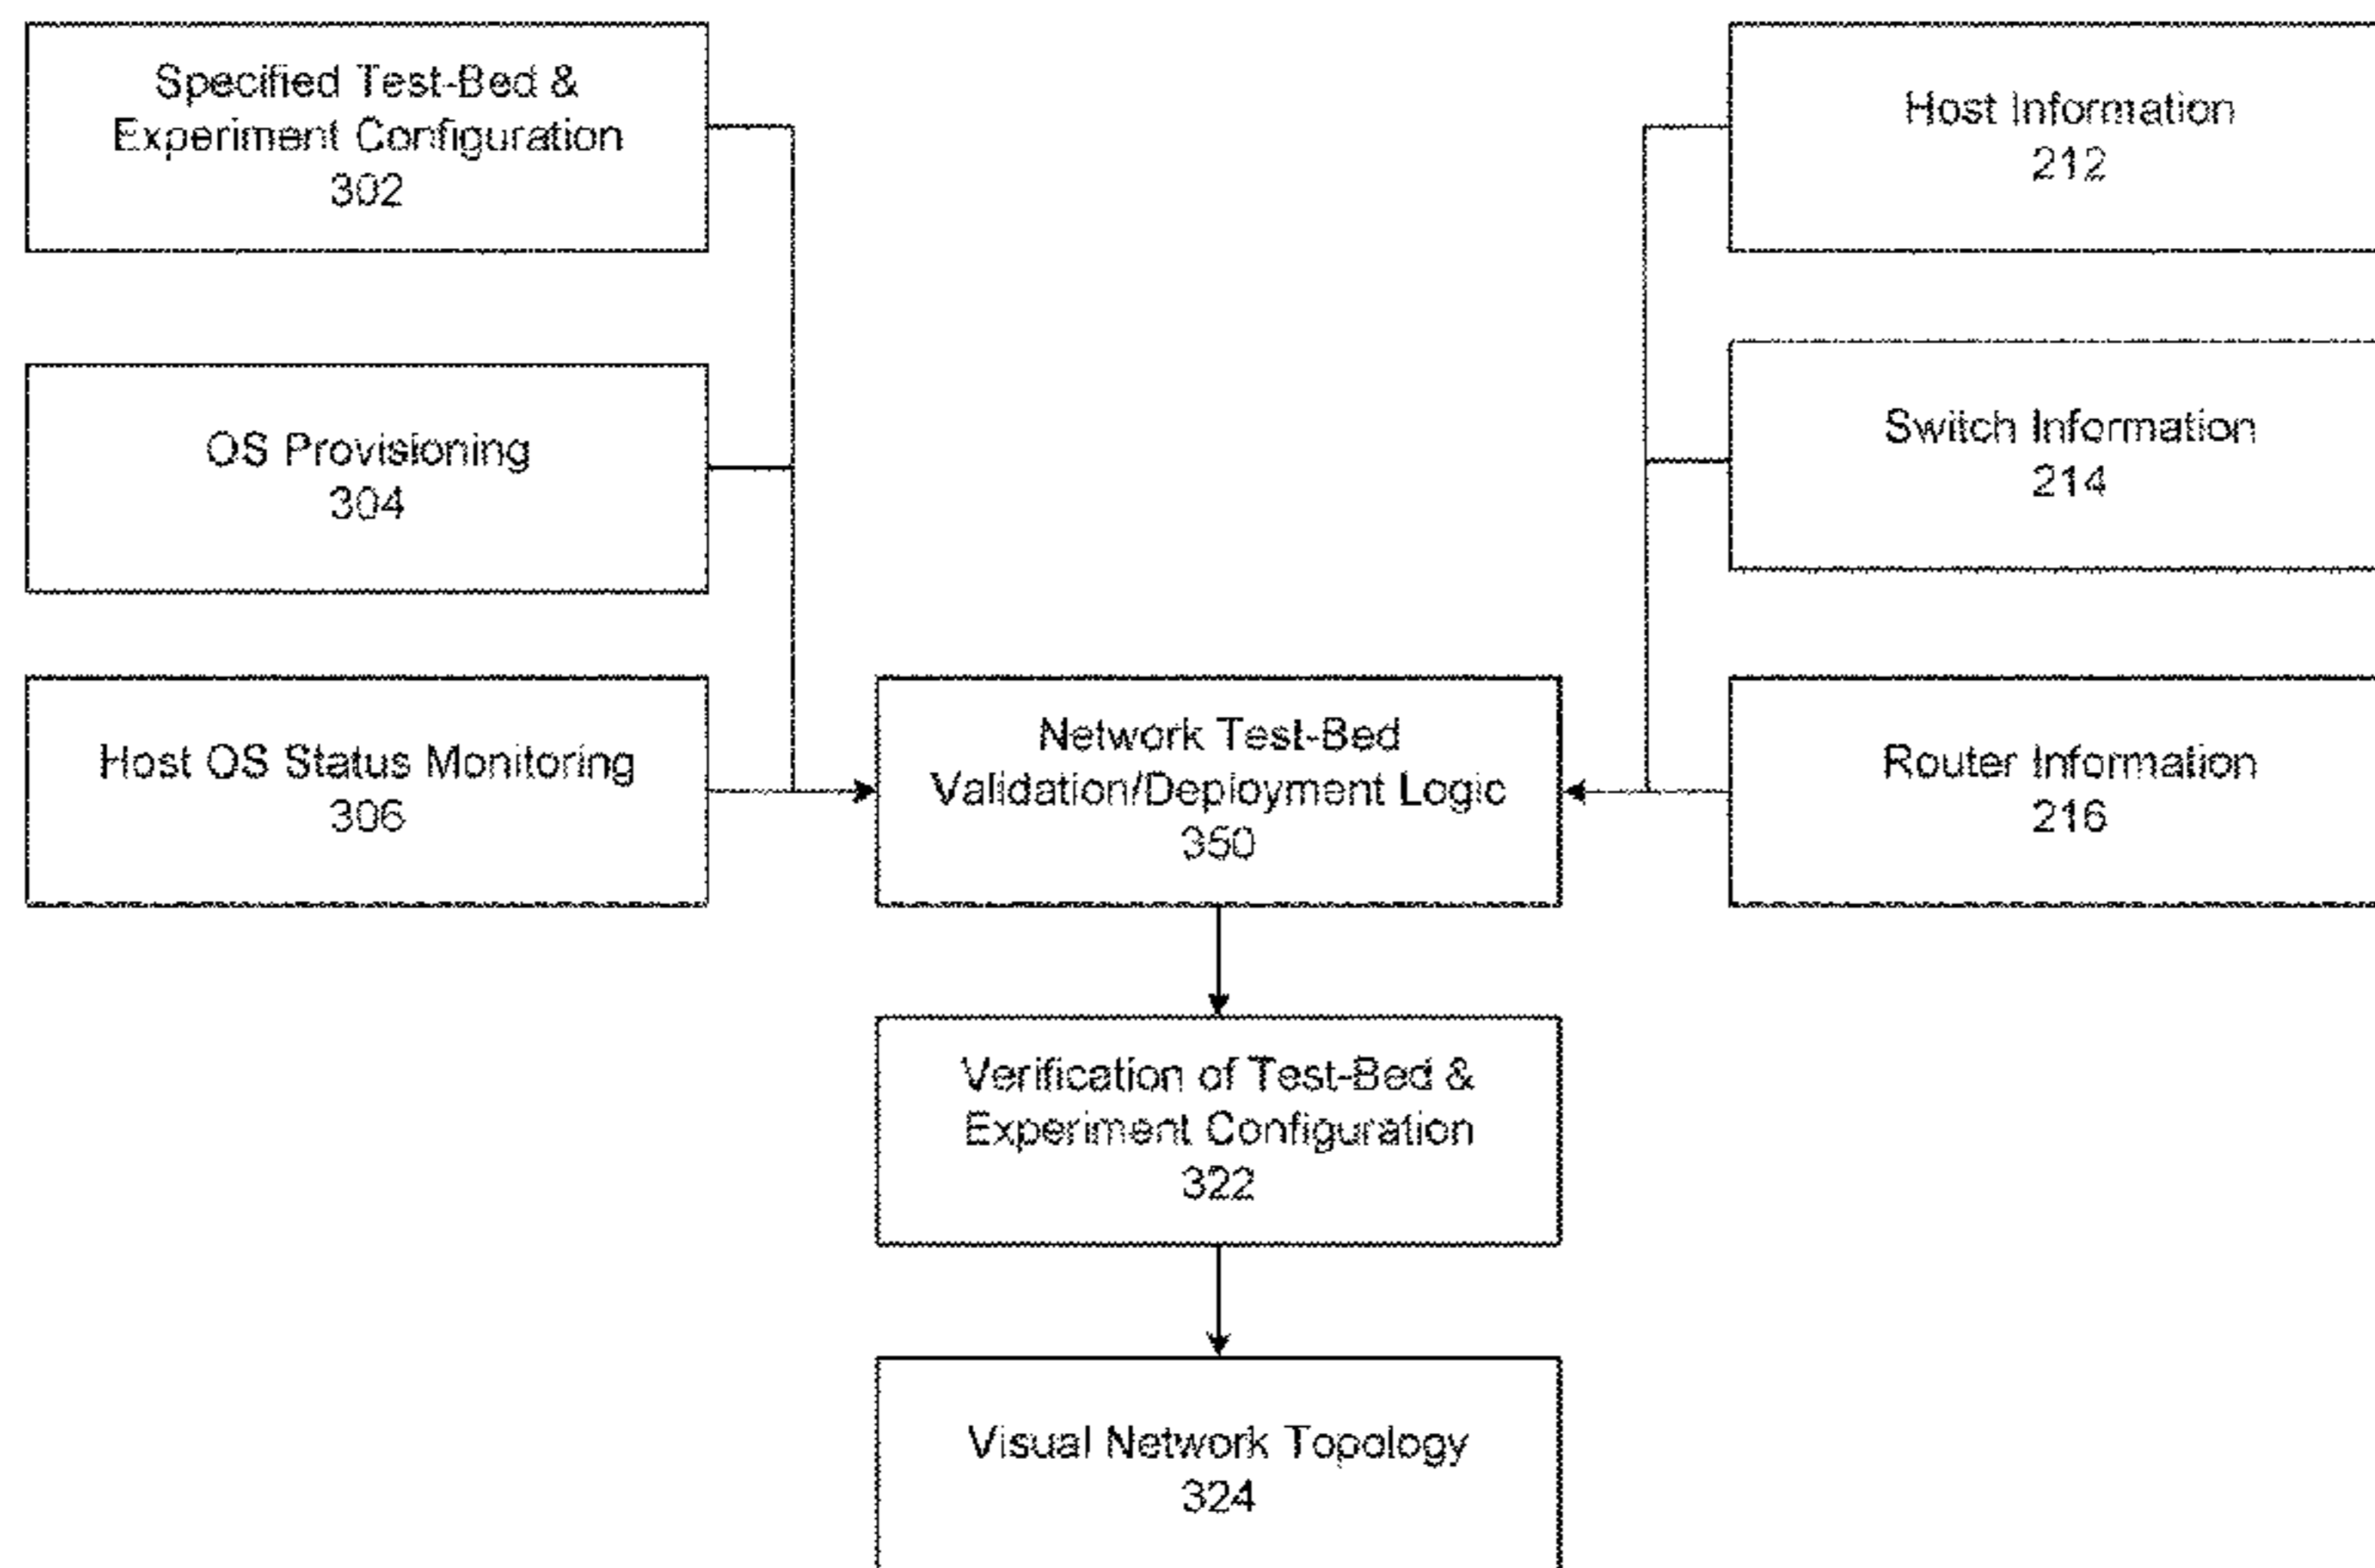 Specified Test-Bed &
Experiment Configuration
302
OS Provisioning
304
Host OS Status Monitoring
306
Host Information
212
Switch Information
214
Router Information
216
Network Test-Bed
Validation/Deployment Logic
350
Verification of Test-Bed &
Experiment Configuration
322
Visual Network Topology
324